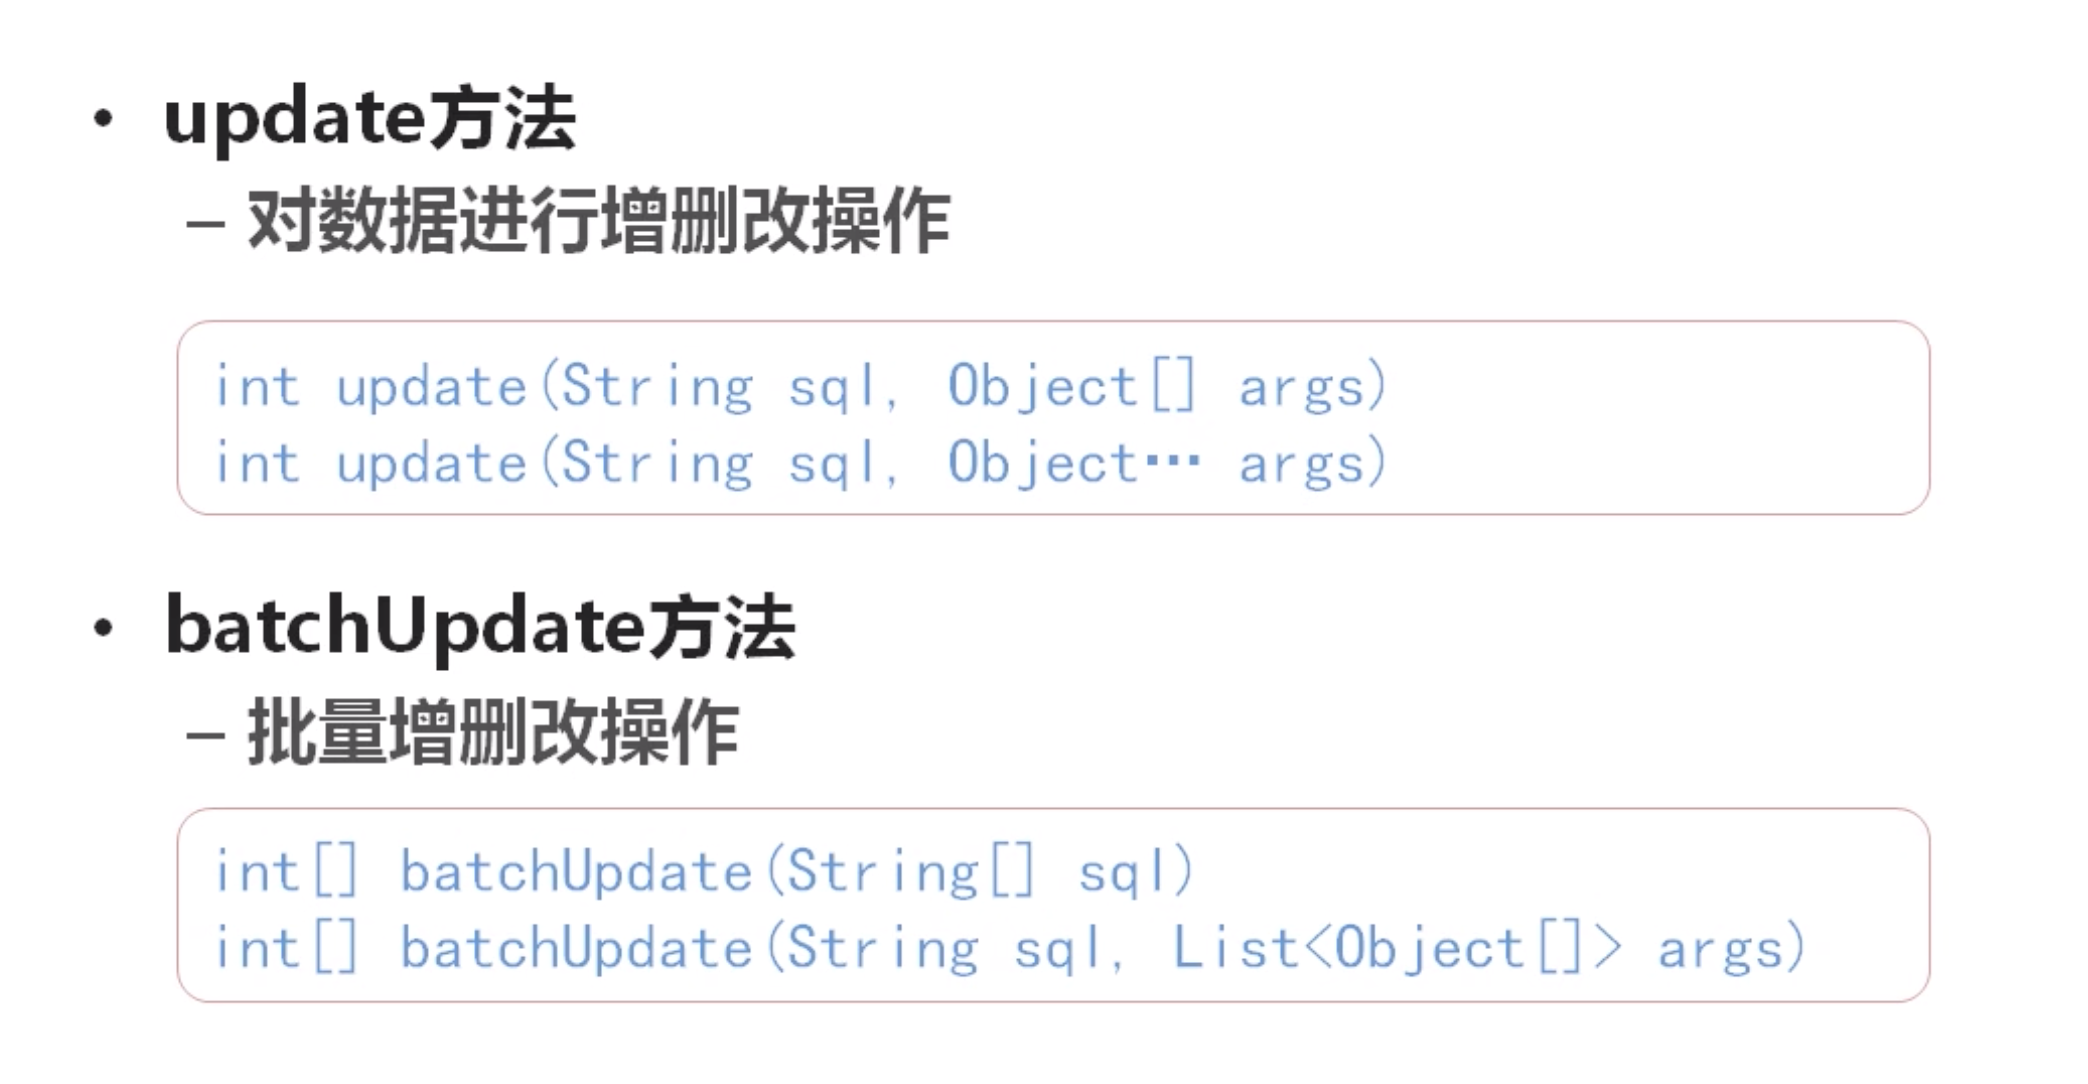 • update方法
– 对数据进行增删改操作
int update(String sql, Object[] args)
int update(String sql, Object… args)
• batchUpdate方法
– 批量增删改操作
int[] batchUpdate(String[] sql)
int[] batchUpdate(String sql, List<Object[]> args)